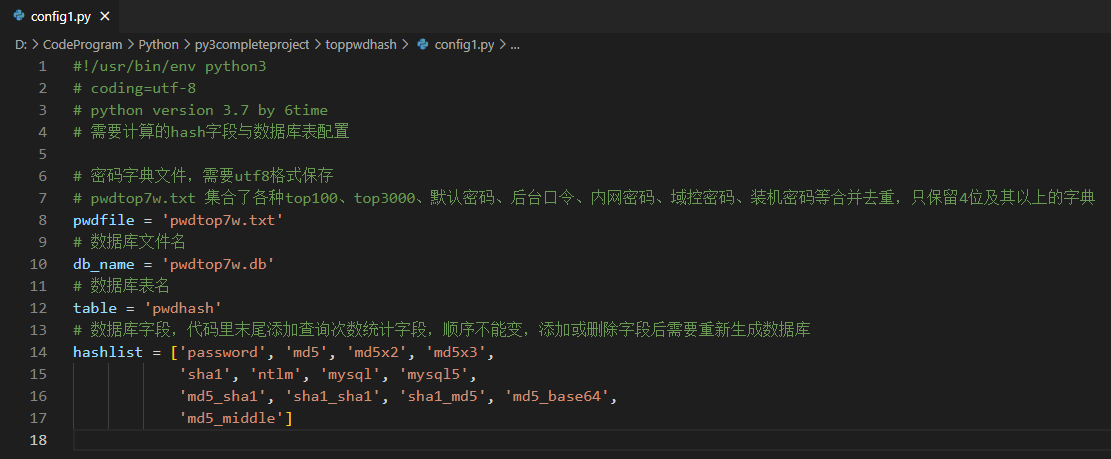 config1.py ×
D: > CodeProgram > Python > py3completeproject > toppwdhash > config1.py > ...
1 #!/usr/bin/env python3
2 # coding=utf-8
3 # python version 3.7 by 6time
4 # 需要计算的hash字段与数据库表配置
5
6 # 密码字典文件，需要utf8格式保存
7 # pwdtop7w.txt 集合了各种top100、top3000、默认密码、后台口令、内网密码、域控密码、装机密码等合并去重，只保留4位及其以上的字典
8 pwdfile = 'pwdtop7w.txt'
9 # 数据库文件名
10 db_name = 'pwdtop7w.db'
11 # 数据库表名
12 table = 'pwdhash'
13 # 数据库字段，代码里末尾添加查询次数统计字段，顺序不能变，添加或删除字段后需要重新生成数据库
14 hashlist = ['password', 'md5', 'md5x2', 'md5x3',
15 'sha1', 'ntlm', 'mysql', 'mysql5',
16 'md5_sha1', 'sha1_sha1', 'sha1_md5', 'md5_base64',
17 'md5_middle']
18